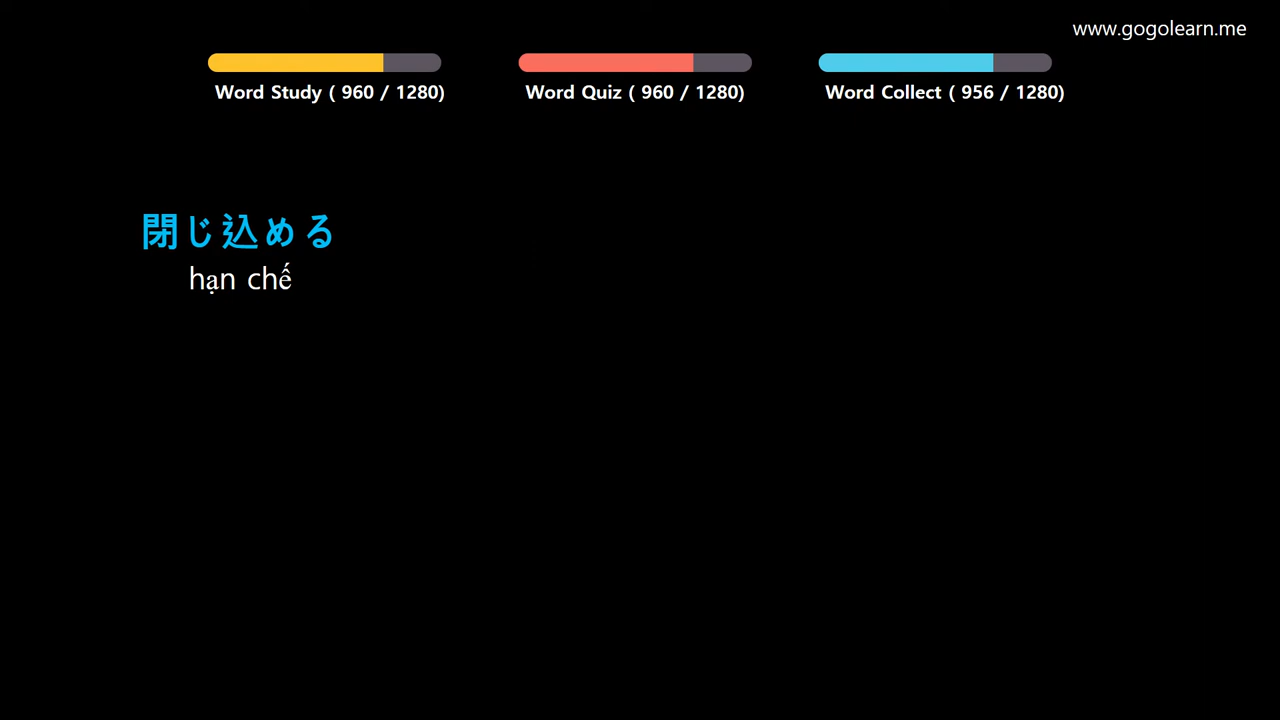 www.gogolearn.me
Word Study ( 960 / 1280)
Word Quiz ( 960 / 1280)
Word Collect ( 956 / 1280)
閉じ込める
hạn chế